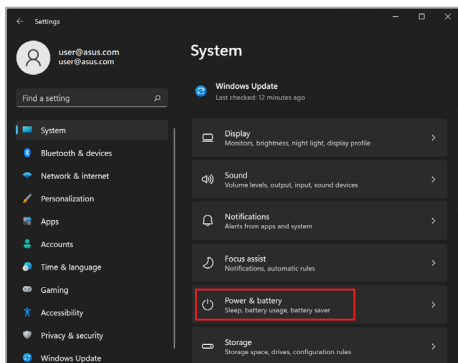 Settings
user@asus.com
user@asus.com
Find a setting
System
Bluetooth & devices
Network & internet
Personalization
Apps
Accounts
Time & language
Gaming
Accessibility
Privacy & security
Windows Update
System
Windows Update
Last checked: 12 minutes ago
Display
Monitors, brightness, night light, display profile
Sound
Volume levels, output, input, sound devices
Notifications
Alerts from apps and system
Focus assist
Notifications, automatic rules
Power & battery
Sleep, battery usage, battery saver
Storage
Storage space, drives, configuration rules